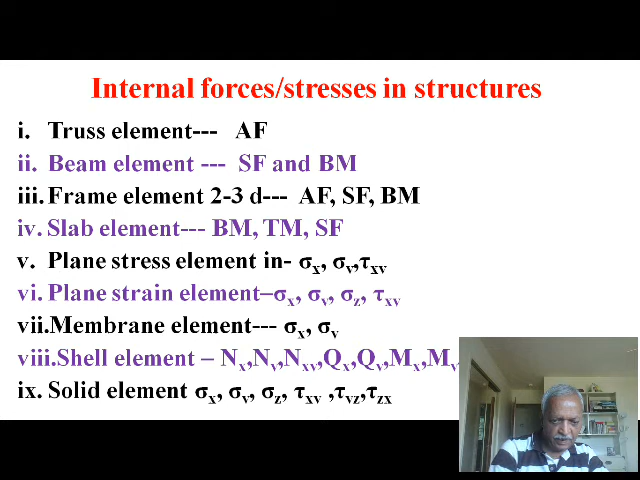 Internal forces/stresses in structures
i. Truss element--- AF
ii. Beam element --- SF and BM
iii. Frame element 2-3 d--- AF, SF, BM
iv. Slab element--- BM, TM, SF
v. Plane stress element in- σx, σy,τxy
vi. Plane strain element–σx, σy, σz, τxy
vii.Membrane element--- σx, σy
viii.Shell element – Nx,Ny,Nxy,Qx,Qy,Mx,My
ix. Solid element σx, σy, σz, τxy ,τyz,τzx